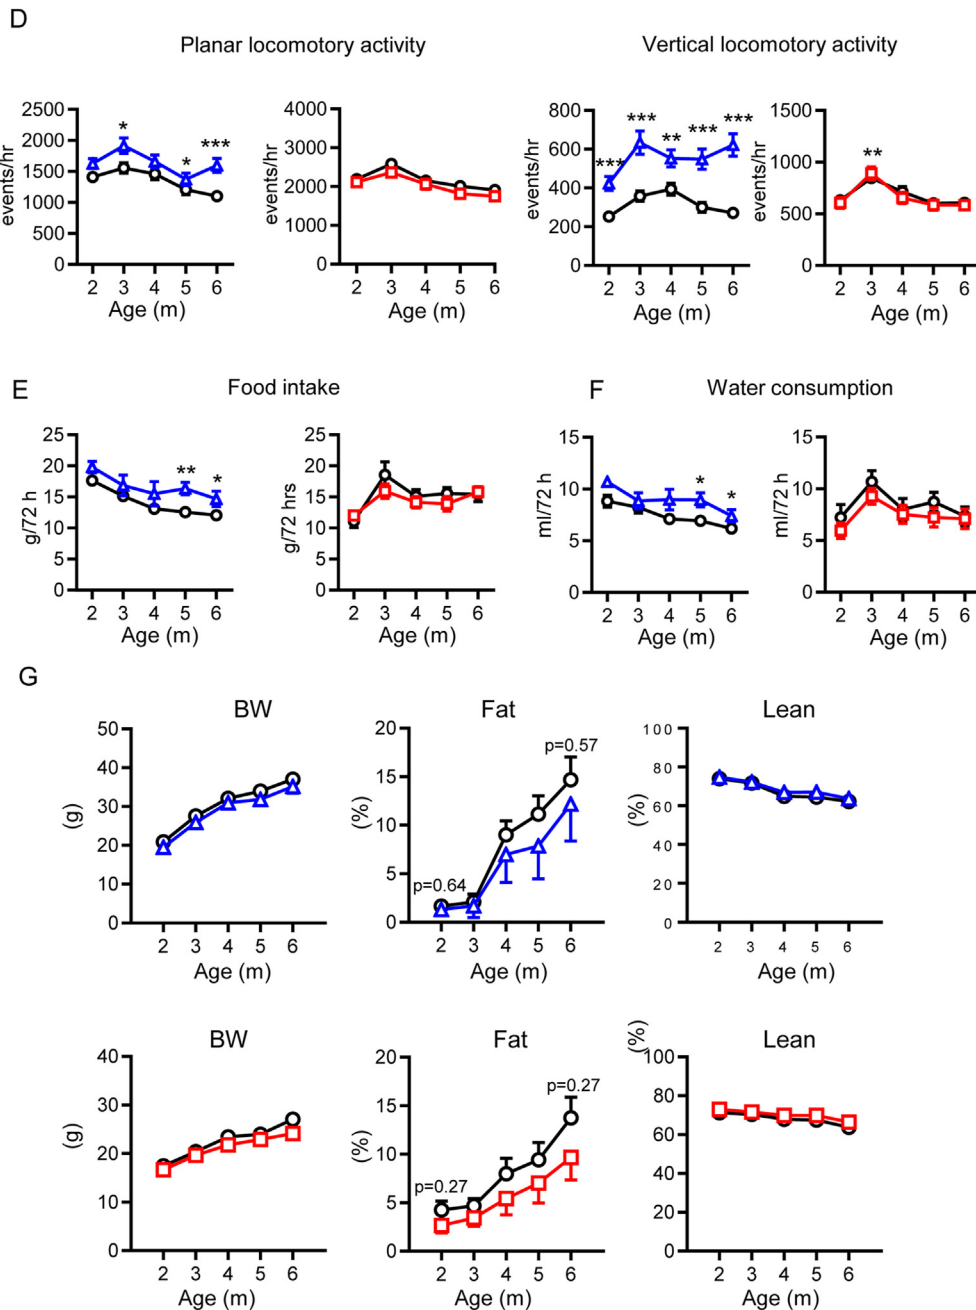 D
Planar locomotory activity
Vertical locomotory activity
events/hr
2500
2000
1500
1000
500
0
*
*
***
2 3 4 5 6
Age (m)
events/hr
4000
3000
2000
1000
0
2 3 4 5 6
Age (m)
events/hr
800
600
400
200
0
***
***
**
***
***
2 3 4 5 6
Age (m)
events/hr
1500
1000
500
0
**
2 3 4 5 6
Age (m)
E
Food intake
g/72 h
25
20
15
10
5
0
**
*
2 3 4 5 6
Age (m)
g/72 hrs
25
20
15
10
5
0
2 3 4 5 6
Age (m)
F
Water consumption
ml/72 h
15
10
5
0
*
*
2 3 4 5 6
Age (m)
ml/72 h
15
10
5
0
2 3 4 5 6
Age (m)
G
BW
(g)
50
40
30
20
10
0
2 3 4 5 6
Age (m)
Fat
(%)
20
15
10
5
0
p=0.64
p=0.57
2 3 4 5 6
Age (m)
Lean
(%)
100
80
60
40
20
0
2 3 4 5 6
Age (m)
BW
(g)
40
30
20
10
0
2 3 4 5 6
Age (m)
Fat
(%)
20
15
10
5
0
p=0.27
p=0.27
2 3 4 5 6
Age (m)
Lean
(%)
100
80
60
40
20
0
2 3 4 5 6
Age (m)